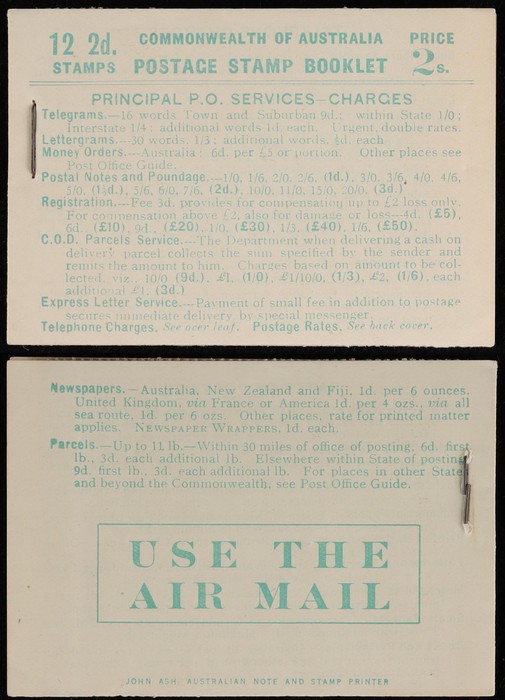 12 2d. COMMONWEALTH OF AUSTRALIA PRICE
STAMPS POSTAGE STAMP BOOKLET 2s.
PRINCIPAL P.O. SERVICES—CHARGES
Telegrams.—16 words Town and Suburban 9d.; within State 1/0;
Interstate 1/4; additional words 1d. each. Urgent, double rates.
Lettergrams.—30 words, 1/3; additional words, ½d. each
Money Orders.—Australia: 6d. per £5 or portion. Other places see
Post Office Guide.
Postal Notes and Poundage.—1/0, 1/6, 2/0, 2/6, (1d.), 3/0, 3/6, 4/0, 4/6,
5/0, (1½d.), 5/6, 6/0, 7/6, (2d.), 10/0, 11/0, 15/0, 20/0, (3d.)
Registration.—Fee 3d. provides for compensation up to £2 loss only.
For compensation above £2, also for damage or loss—4d. (£5),
6d., (£10), 9d., (£20), 1/0, (£30), 1/3, (£40), 1/6, (£50).
C.O.D. Parcels Service.—The Department when delivering a cash on
delivery parcel collects the sum specified by the sender and
remits the amount to him. Charges based on amount to be col-
lected, viz., 10/0, (9d.), £1, (1/0), £1/10/0, (1/3), £2, (1/6), each
additional £1, (3d.)
Express Letter Service.—Payment of small fee in addition to postage
secures immediate delivery by special messenger.
Telephone Charges. See over leaf. Postage Rates. See back cover.
Newspapers.—Australia, New Zealand and Fiji, 1d. per 6 ounces.
United Kingdom, via France or America 1d. per 4 ozs., via all
sea route, 1d. per 6 ozs. Other places, rate for printed matter
applies. NEWSPAPER WRAPPERS, 1d. each.
Parcels.—Up to 11 lb.—Within 30 miles of office of posting, 6d. first
lb., 3d. each additional lb. Elsewhere within State of posting
9d. first lb., 3d. each additional lb. For places in other State
and beyond the Commonwealth, see Post Office Guide.
USE THE
AIR MAIL
JOHN ASH, AUSTRALIAN NOTE AND STAMP PRINTER